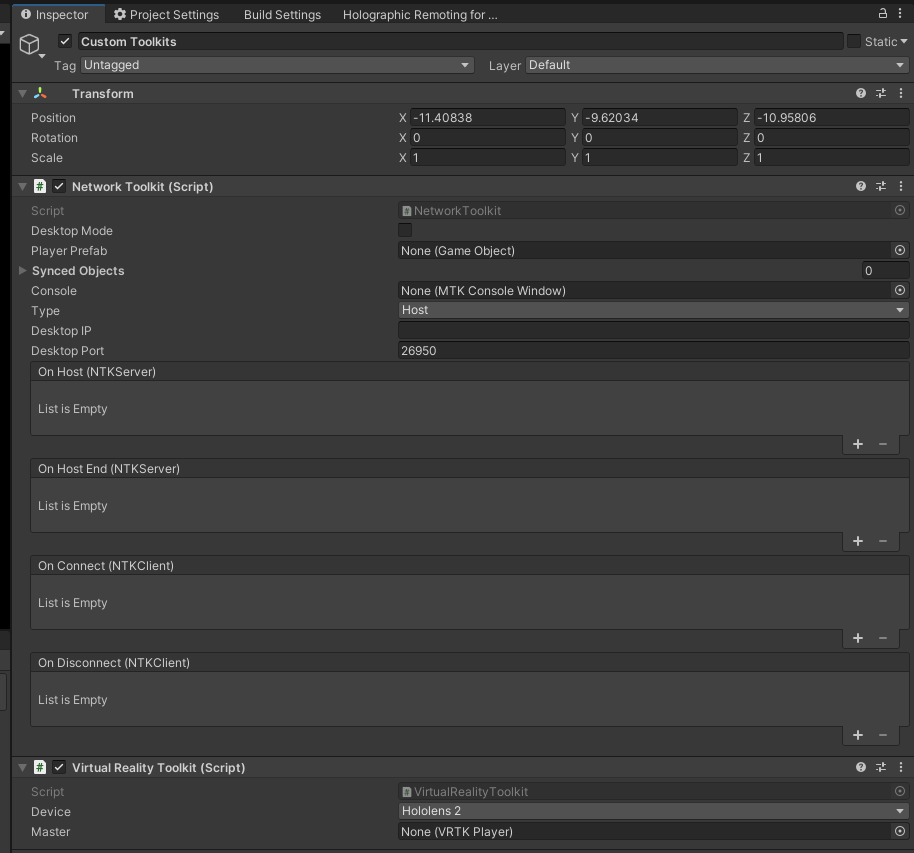 Inspector Project Settings Build Settings Holographic Remoting for ...
Custom Toolkits Static
Tag Untagged Layer Default
Transform
Position X -11.40838 Y -9.62034 Z -10.95806
Rotation X 0 Y 0 Z 0
Scale X 1 Y 1 Z 1
# Network Toolkit (Script)
Script # NetworkToolkit
Desktop Mode
Player Prefab None (Game Object)
Synced Objects 0
Console None (MTK Console Window)
Type Host
Desktop IP
Desktop Port 26950
On Host (NTKServer)
List is Empty
+ −
On Host End (NTKServer)
List is Empty
+ −
On Connect (NTKClient)
List is Empty
+ −
On Disconnect (NTKClient)
List is Empty
+ −
# Virtual Reality Toolkit (Script)
Script # VirtualRealityToolkit
Device Hololens 2
Master None (VRTK Player)